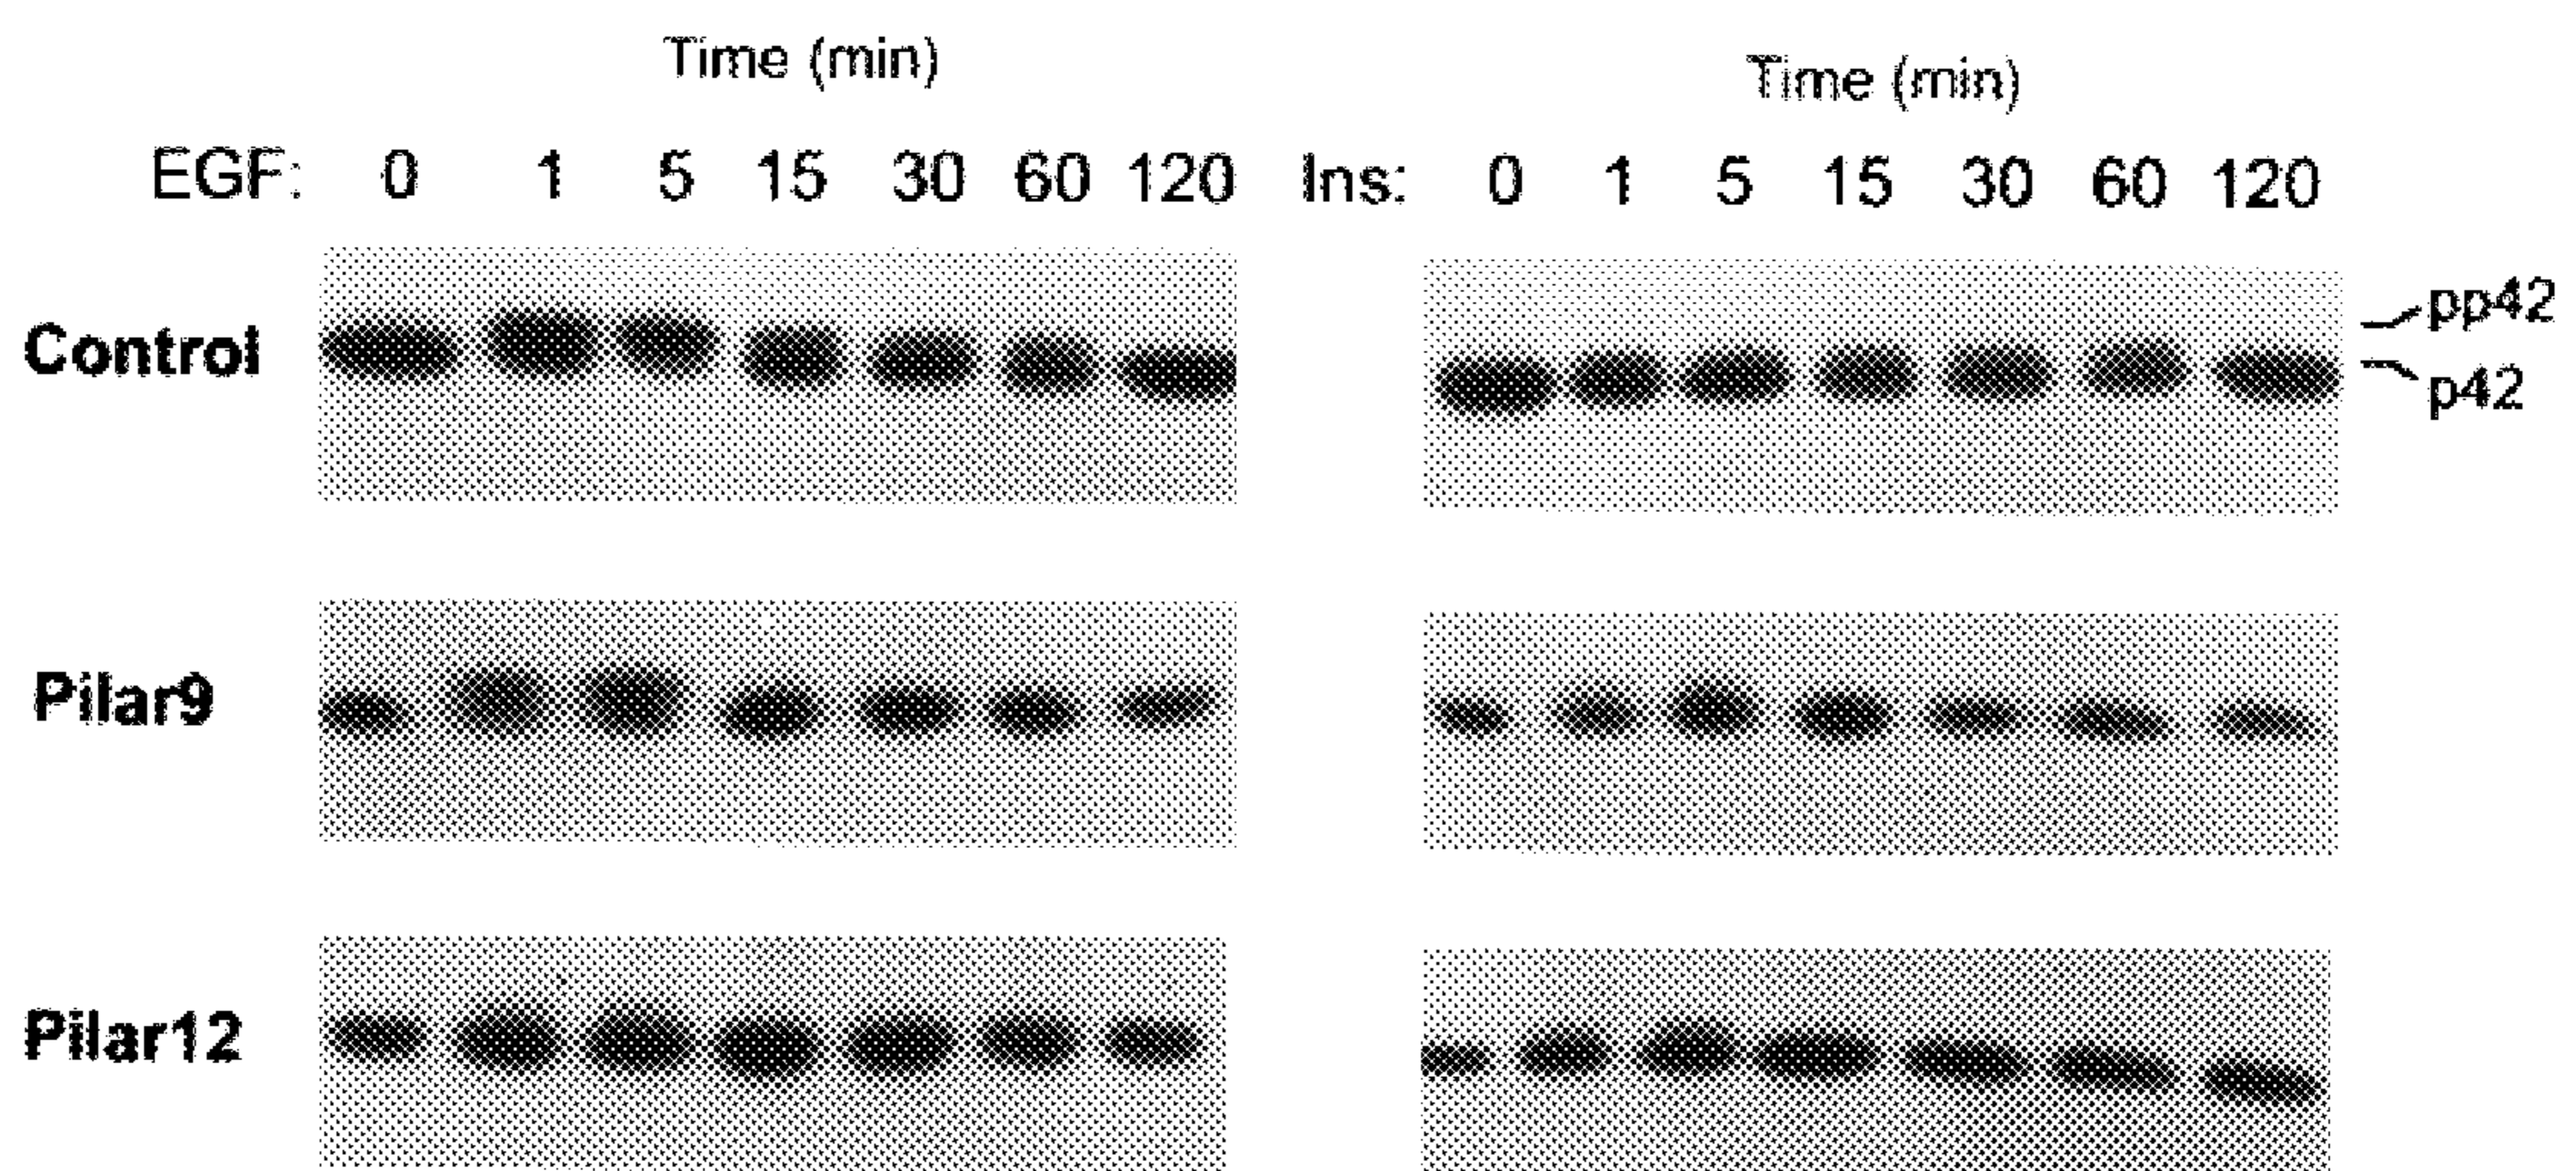 Time (min)
Time (min)
EGF: 0 1 5 15 30 60 120
Ins: 0 1 5 15 30 60 120
Control
pp42
p42
Pilar9
Pilar12